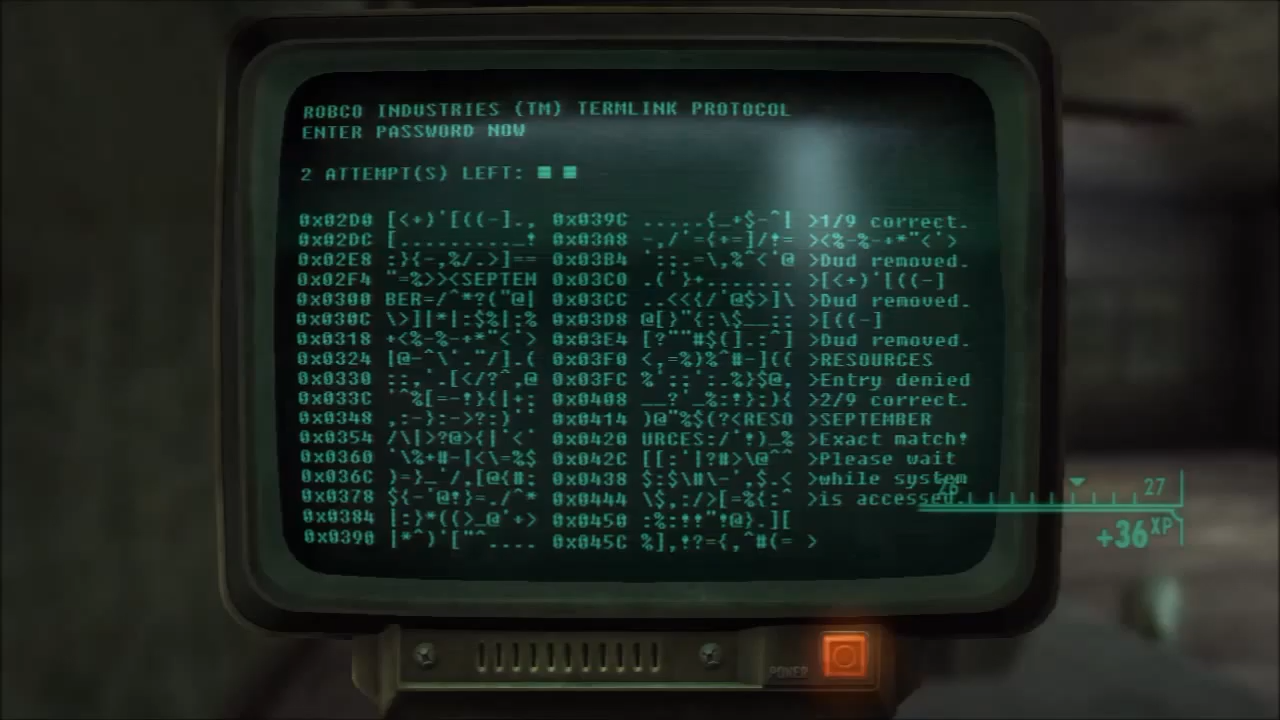 ROBCO INDUSTRIES (TM) TERMLINK PROTOCOL
ENTER PASSWORD NOW
2 ATTEMPT(S) LEFT: ■ ■
0x02D0 [<+)'[((-]., 0x039C .....{_+$-^| >1/9 correct.
0x02DC [.........._! 0x03A8 -,/'={+=]/!= ><%-%-+*"<'>
0x02E8 :}{-,%/.>]== 0x03B4 '::.=\,%^<'@ >Dud removed.
0x02F4 "=%>><SEPTEM 0x03C0 .('}+....... >[<+)'[((-]
0x0300 BER=/^*?("@| 0x03CC ..<<{/'@$>]\ >Dud removed.
0x030C \>]|*|:$%|:% 0x03D8 @[}"{:\$__:: >[((-]
0x0318 +<%-%-+*"<'> 0x03E4 [?""#$(].:^] >Dud removed.
0x0324 |@-^\'."/].( 0x03F0 <,=%)%^#-](( >RESOURCES
0x0330 ::,'.[</?^,@ 0x03FC %'::':.%}$@, >Entry denied
0x033C '^%[=-!}{|+: 0x0408 __?'_%:!}:){ >2/9 correct.
0x0348 ,:-}:->?:)'' 0x0414 )@"%$(?<RESO >SEPTEMBER
0x0354 /\|>?@>{|'<' 0x0420 URCES:/'!)_% >Exact match!
0x0360 '\%+#-|<\=%$ 0x042C [[:'|?#>\@^^ >Please wait
0x036C )=}_'/,[@{#: 0x0438 $:$\#\-',$.< >while system
0x0378 ${-'@!}=./^* 0x0444 \$,:/>[=%{:^ >is accessed.
0x0384 |:}*((>_@'+> 0x0450 :%:!!"!@}.][
0x0390 |*^)'["^.... 0x045C %],!?={,^#(= >
27
+36 XP
POWER